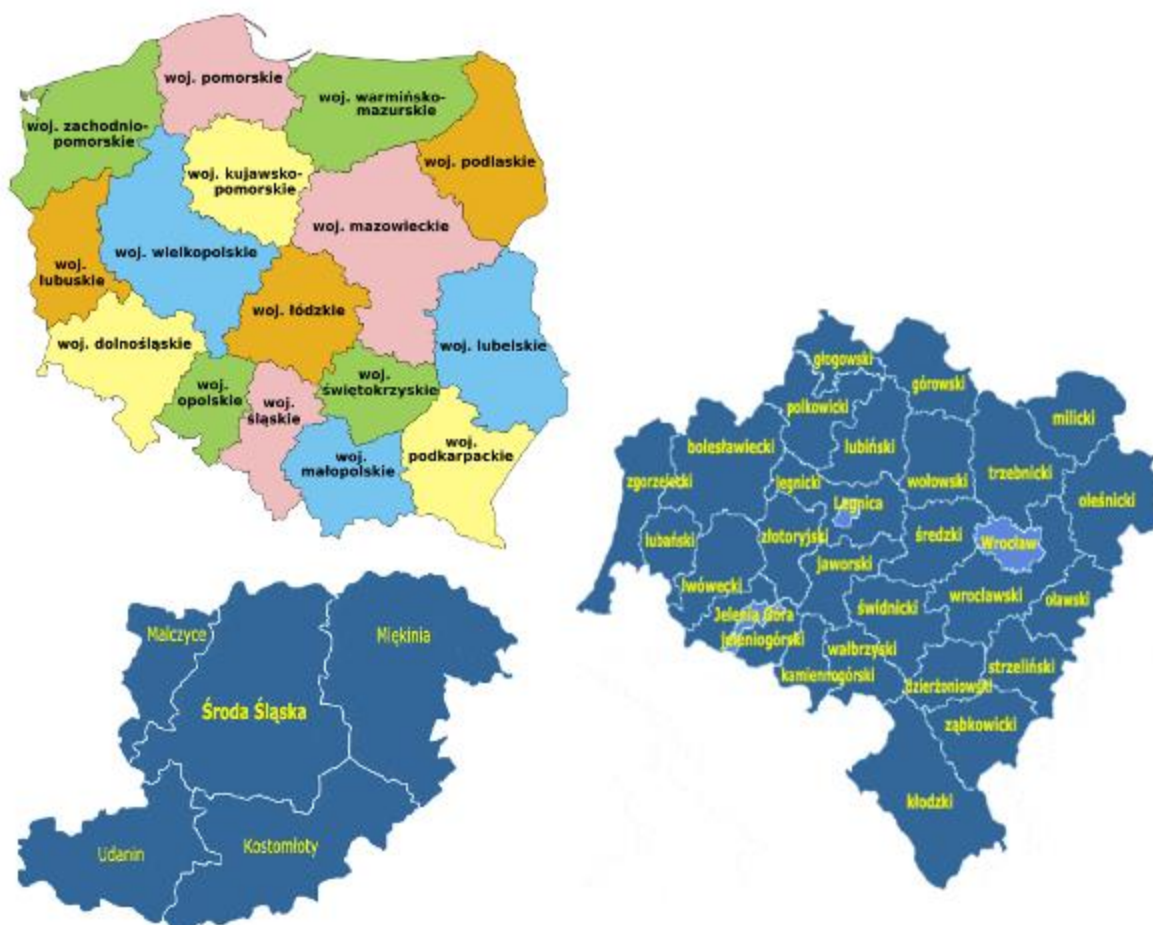 woj. pomorskie
woj. warmińsko-
mazurskie
woj. zachodnio-
pomorskie
woj. podlaskie
woj. kujawsko-
pomorskie
woj. mazowieckie
woj. wielkopolskie
woj.
lubuskie
woj. łódzkie
woj. dolnośląskie
woj. lubelskie
woj.
opolskie
woj.
świętokrzyskie
woj.
śląskie
woj.
podkarpackie
woj.
małopolskie
głogowski
górowski
polkowicki
milicki
bolesławiecki
lubiński
trzebnicki
zgorzelecki
legnicki
wołowski
oleśnicki
Legnica
lubański
złotoryjski
średzki
Wrocław
jaworski
lwówecki
wroclawski
oławski
świdnicki
Jelenia Góra
jeleniogórski
wałbrzyski
strzeliński
kamiennogórski
dzierżoniowski
ząbkowicki
kłodzki
Malczyce
Miękinia
Środa Śląska
Udanin
Kostomłoty